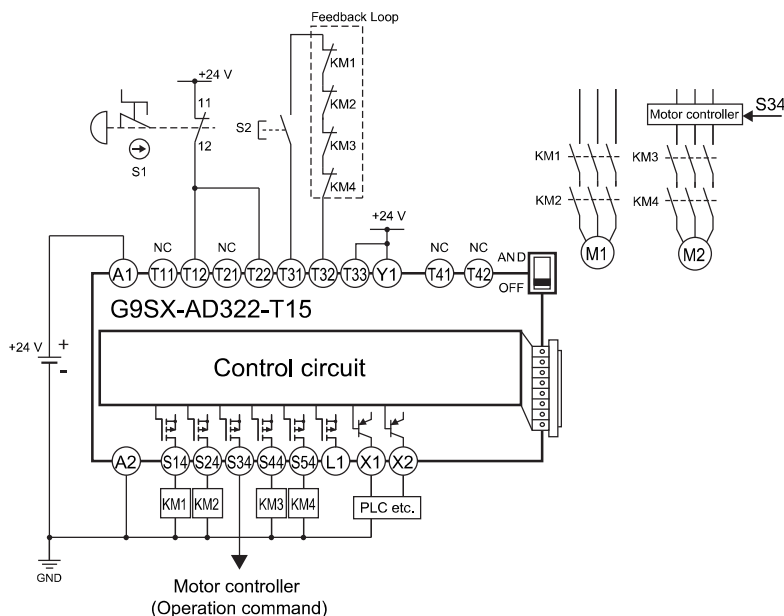 Feedback Loop
+24 V
11
12
S1
S2
KM1
KM2
KM3
KM4
+24 V
S34
Motor controller
KM1
KM2
KM3
KM4
M1
M2
NC
NC
NC
NC
A1
T11
T12
T21
T22
T31
T32
T33
Y1
T41
T42
AND
OFF
G9SX-AD322-T15
Control circuit
+24 V
+
-
A2
S14
S24
S34
S44
S54
L1
X1
X2
KM1
KM2
KM3
KM4
PLC etc.
GND
Motor controller
(Operation command)